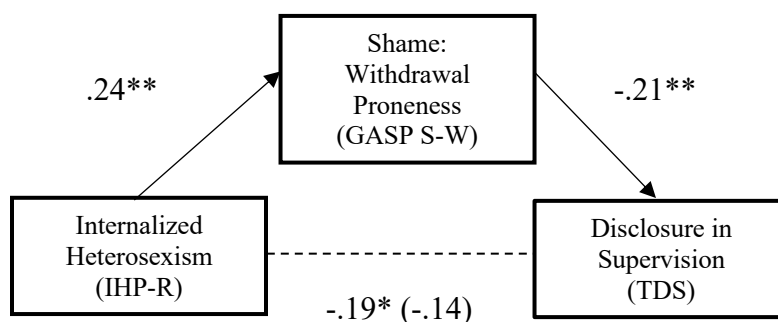 Shame:
Withdrawal
Proneness
(GASP S-W)
.24**
-.21**
Internalized
Heterosexism
(IHP-R)
Disclosure in
Supervision
(TDS)
-.19* (-.14)